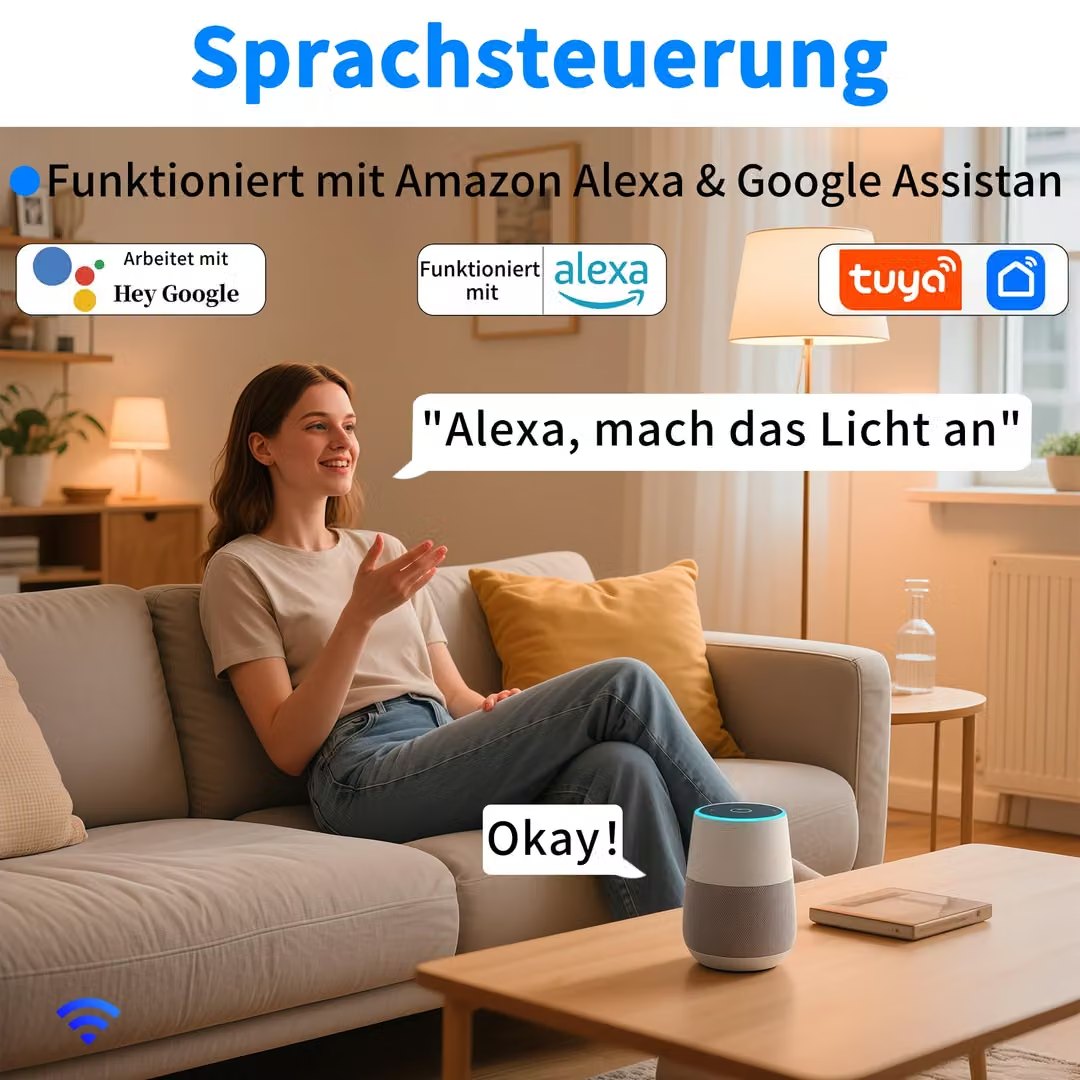 Sprachsteuerung
Funktioniert mit Amazon Alexa & Google Assistan
Arbeitet mit
Hey Google
Funktioniert
mit
alexa
tuya
"Alexa, mach das Licht an"
Okay!